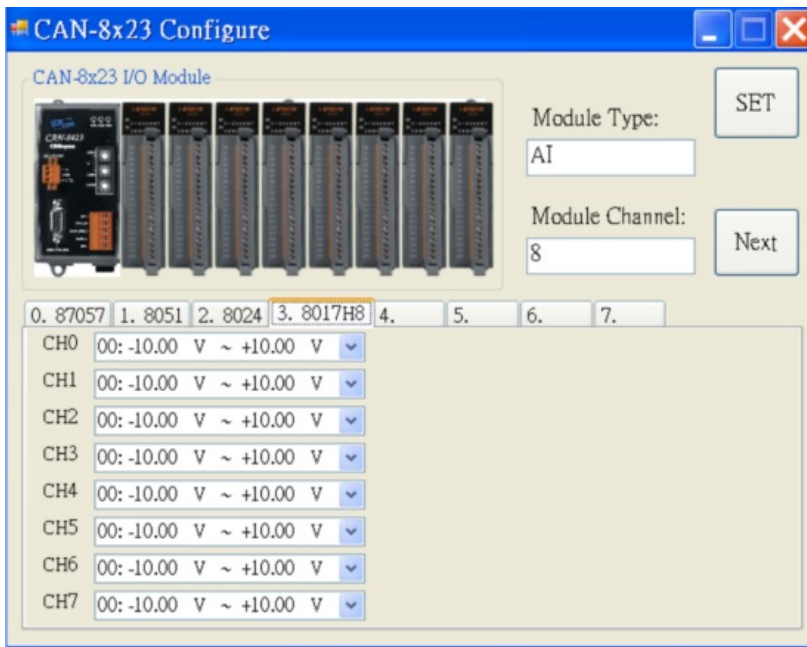 CAN-8x23 Configure
CAN-8x23 I/O Module
CAN-8423
Module Type:
AI
SET
Module Channel:
8
Next
0. 87057 1. 8051 2. 8024 3. 8017H8 4. 5. 6. 7.
CH0 00: -10.00 V ~ +10.00 V
CH1 00: -10.00 V ~ +10.00 V
CH2 00: -10.00 V ~ +10.00 V
CH3 00: -10.00 V ~ +10.00 V
CH4 00: -10.00 V ~ +10.00 V
CH5 00: -10.00 V ~ +10.00 V
CH6 00: -10.00 V ~ +10.00 V
CH7 00: -10.00 V ~ +10.00 V